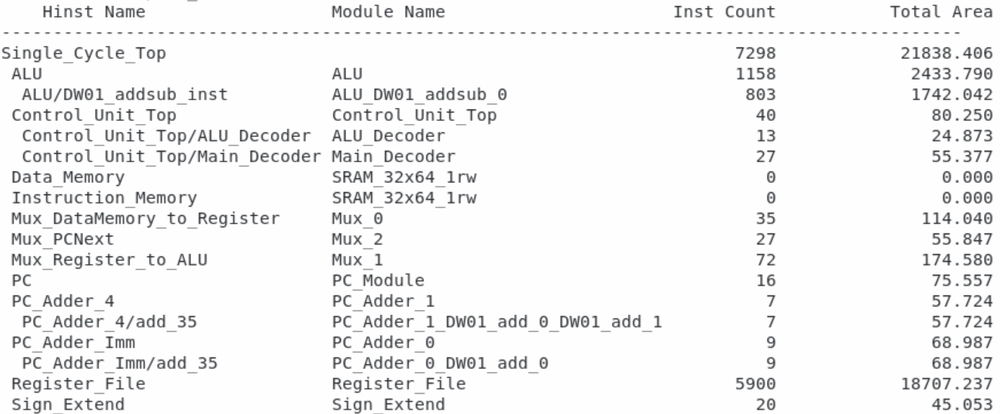 Hinst Name Module Name Inst Count Total Area
---------------------------------------------------------------------------------------------
Single_Cycle_Top 7298 21838.406
ALU ALU 1158 2433.790
ALU/DW01_addsub_inst ALU_DW01_addsub_0 803 1742.042
Control_Unit_Top Control_Unit_Top 40 80.250
Control_Unit_Top/ALU_Decoder ALU_Decoder 13 24.873
Control_Unit_Top/Main_Decoder Main_Decoder 27 55.377
Data_Memory SRAM_32x64_1rw 0 0.000
Instruction_Memory SRAM_32x64_1rw 0 0.000
Mux_DataMemory_to_Register Mux_0 35 114.040
Mux_PCNext Mux_2 27 55.847
Mux_Register_to_ALU Mux_1 72 174.580
PC PC_Module 16 75.557
PC_Adder_4 PC_Adder_1 7 57.724
PC_Adder_4/add_35 PC_Adder_1_DW01_add_0_DW01_add_1 7 57.724
PC_Adder_Imm PC_Adder_0 9 68.987
PC_Adder_Imm/add_35 PC_Adder_0_DW01_add_0 9 68.987
Register_File Register_File 5900 18707.237
Sign_Extend Sign_Extend 20 45.053